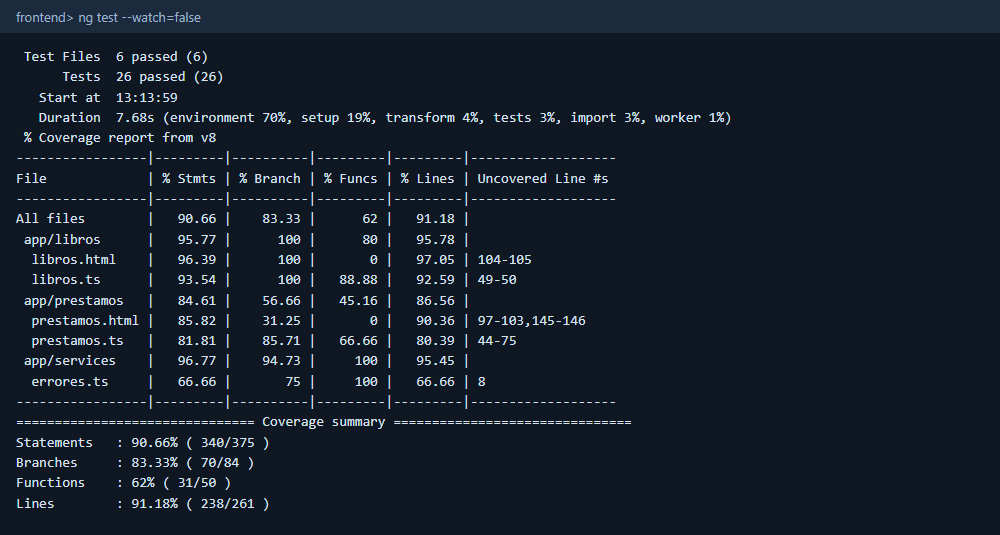 frontend> ng test --watch=false
 Test Files  6 passed (6)
      Tests  26 passed (26)
   Start at  13:13:59
   Duration  7.68s (environment 70%, setup 19%, transform 4%, tests 3%, import 3%, worker 1%)
 % Coverage report from v8
-----------------|---------|----------|---------|---------|-------------------
File             | % Stmts | % Branch | % Funcs | % Lines | Uncovered Line #s
-----------------|---------|----------|---------|---------|-------------------
All files        |   90.66 |    83.33 |      62 |   91.18 |
 app/libros      |   95.77 |      100 |      80 |   95.78 |
  libros.html    |   96.39 |      100 |       0 |   97.05 | 104-105
  libros.ts      |   93.54 |      100 |   88.88 |   92.59 | 49-50
 app/prestamos   |   84.61 |    56.66 |   45.16 |   86.56 |
  prestamos.html |   85.82 |    31.25 |       0 |   90.36 | 97-103,145-146
  prestamos.ts   |   81.81 |    85.71 |   66.66 |   80.39 | 44-75
 app/services    |   96.77 |    94.73 |     100 |   95.45 |
  errores.ts     |   66.66 |       75 |     100 |   66.66 | 8
-----------------|---------|----------|---------|---------|-------------------
=============================== Coverage summary ===============================
Statements   : 90.66% ( 340/375 )
Branches     : 83.33% ( 70/84 )
Functions    : 62% ( 31/50 )
Lines        : 91.18% ( 238/261 )